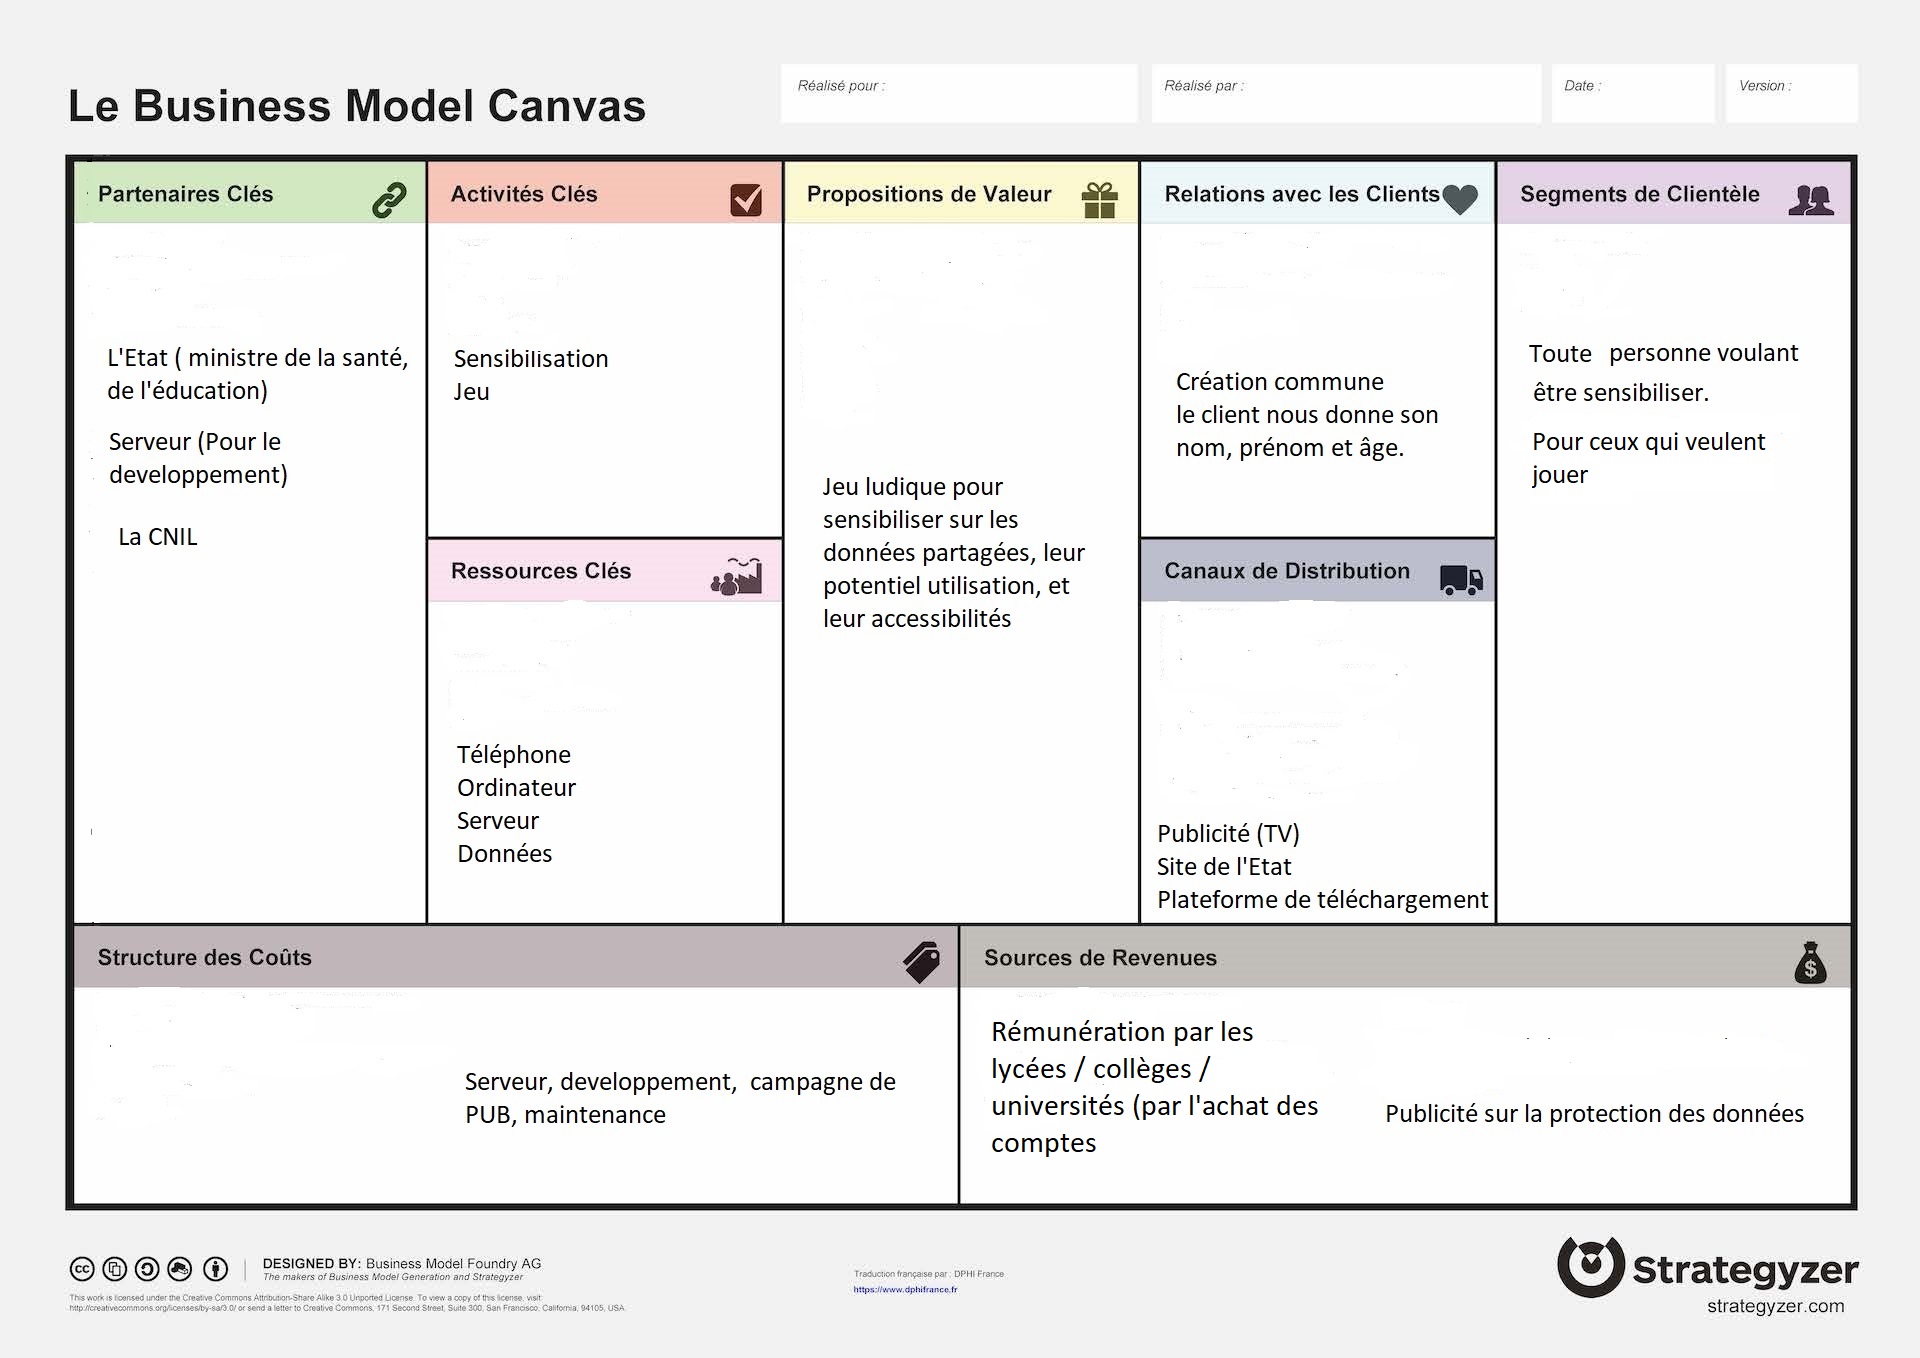 Le Business Model Canvas
Réalisé pour :
Réalisé par :
Date :
Version :
Partenaires Clés
L'Etat ( ministre de la santé,
de l'éducation)
Serveur (Pour le
developpement)
La CNIL
Activités Clés
Sensibilisation
Jeu
Ressources Clés
Téléphone
Ordinateur
Serveur
Données
Propositions de Valeur
Jeu ludique pour
sensibiliser sur les
données partagées, leur
potentiel utilisation, et
leur accessibilités
Relations avec les Clients
Création commune
le client nous donne son
nom, prénom et âge.
Canaux de Distribution
Publicité (TV)
Site de l'Etat
Plateforme de téléchargement
Segments de Clientèle
Toute personne voulant
être sensibiliser.
Pour ceux qui veulent
jouer
Structure des Coûts
Serveur, developpement, campagne de
PUB, maintenance
Sources de Revenues
$
Rémunération par les
lycées / collèges /
universités (par l'achat des
comptes
Publicité sur la protection des données
cc
DESIGNED BY: Business Model Foundry AG
The makers of Business Model Generation and Strategyzer
This work is licensed under the Creative Commons Attribution-Share Alike 3.0 Unported License. To view a copy of this license, visit:
http://creativecommons.org/licenses/by-sa/3.0/ or send a letter to Creative Commons, 171 Second Street, Suite 300, San Francisco, California, 94105, USA.
Traduction française par : DPHI France
https://www.dphifrance.fr
Strategyzer
strategyzer.com